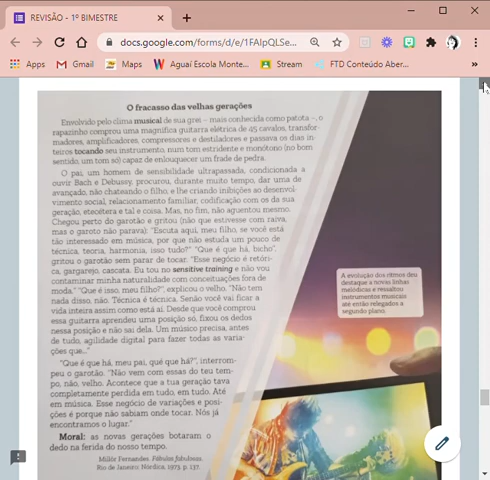 REVISÃO - 1º BIMESTRE
docs.google.com/forms/d/e/1FAIpQLSe...
Apps
Gmail
Maps
Aguaí Escola Monte...
Stream
FTD Conteúdo Aber...
O fracasso das velhas gerações
Envolvido pelo clima musical de sua grei – mais conhecida como patota –, o
rapazinho comprou uma magnífica guitarra elétrica de 45 cavalos, transfor-
madores, amplificadores, compressores e destiladores e passava os dias in-
teiros tocando seu instrumento, num tom estridente e monótono (no bom
sentido, um tom só) capaz de enlouquecer um frade de pedra.
O pai, um homem de sensibilidade ultrapassada, condicionada a
ouvir Bach e Debussy, procurou, durante muito tempo, dar uma de
avançado, não chateando o filho, e lhe criando inibições ao desenvol-
vimento social, relacionamento familiar, codificação com os da sua
geração, etecétera e tal e coisa. Mas, no fim, não aguentou mesmo.
Chegou perto do garotão e gritou (não que estivesse com raiva,
mas o garoto não parava): "Escuta aqui, meu filho, se você está
tão interessado em música, por que não estuda um pouco de
técnica, teoria, harmonia, isso tudo?" "Que é que há, bicho",
gritou o garotão sem parar de tocar. "Esse negócio é retóri-
ca, gargarejo, cascata. Eu tou no sensitive training e não vou
contaminar minha naturalidade com conceituações fora de
moda." "Que é isso, meu filho?", explicou o velho. "Não tem
nada disso, não. Técnica é técnica. Senão você vai ficar a
vida inteira assim como está aí. Desde que você comprou
essa guitarra aprendeu uma posição só, fixou os dedos
nessa posição e não sai dela. Um músico precisa, antes
de tudo, agilidade digital para fazer todas as varia-
ções que..."
"Que é que há, meu pai, qué que há?", interrom-
peu o garotão. "Não vem com essas do teu tem-
po, não, velho. Acontece que a tua geração tava
completamente perdida em tudo, em tudo. Até
em música. Esse negócio de variações e posi-
ções é porque não sabiam onde tocar. Nós já
encontramos o lugar."
Moral: as novas gerações botaram o
dedo na ferida do nosso tempo.
Millôr Fernandes. Fábulas fabulosas.
Rio de Janeiro: Nórdica, 1973. p. 137.
A evolução dos ritmos deu
destaque a novas linhas
melódicas e ressaltou
instrumentos musicais
até então relegados a
segundo plano.